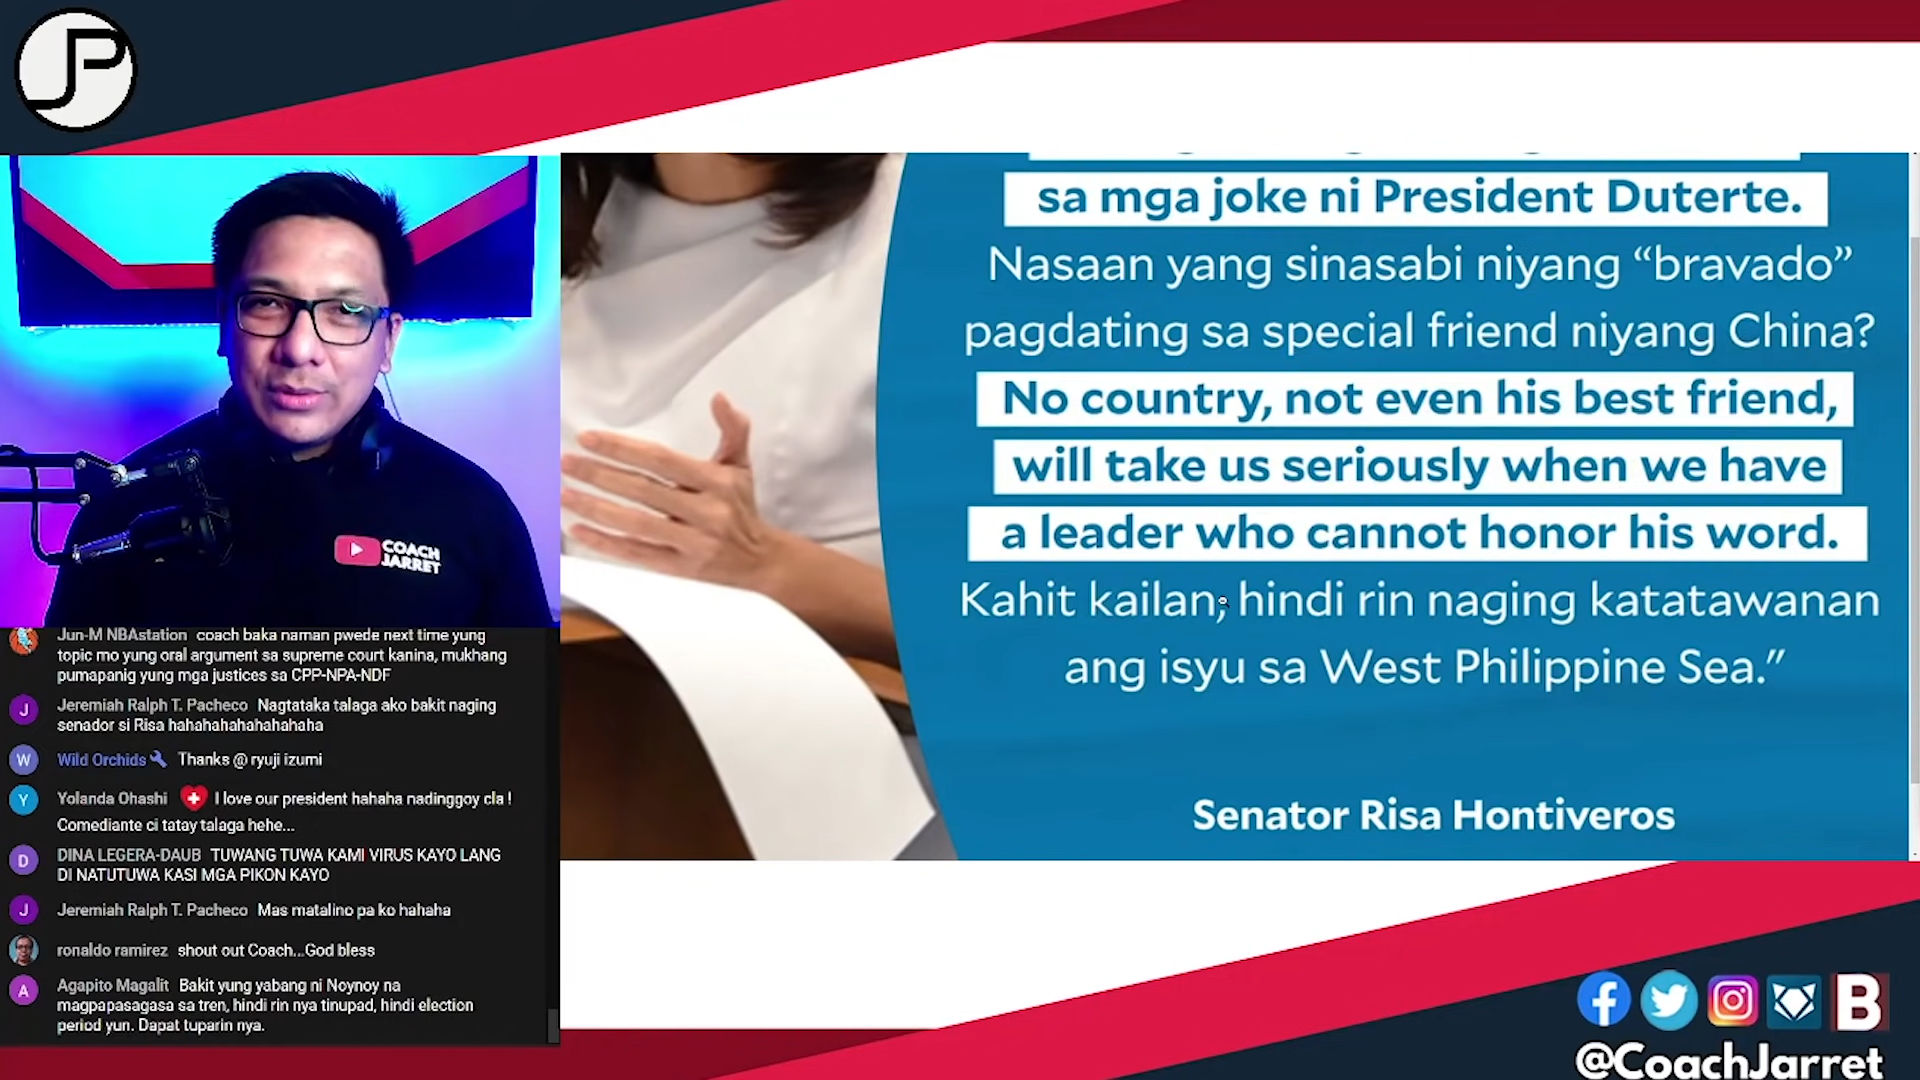 JP
COACH
JARRET
sa mga joke ni President Duterte.
Nasaan yang sinasabi niyang “bravado”
pagdating sa special friend niyang China?
No country, not even his best friend,
will take us seriously when we have
a leader who cannot honor his word.
Kahit kailan, hindi rin naging katatawanan
ang isyu sa West Philippine Sea.”
Senator Risa Hontiveros
Jun-M NBAstation coach baka naman pwede next time yung
topic mo yung oral argument sa supreme court kanina, mukhang
pumapanig yung mga justices sa CPP-NPA-NDF
J
Jeremiah Ralph T. Pacheco Nagtataka talaga ako bakit naging
senador si Risa hahahahahahahahaha
W
Wild Orchids Thanks @ ryuji izumi
Y
Yolanda Ohashi I love our president hahaha nadinggoy cla !
Comediante ci tatay talaga hehe...
D
DINA LEGERA-DAUB TUWANG TUWA KAMI VIRUS KAYO LANG
DI NATUTUWA KASI MGA PIKON KAYO
J
Jeremiah Ralph T. Pacheco Mas matalino pa ko hahaha
ronaldo ramirez shout out Coach...God bless
A
Agapito Magalit Bakit yung yabang ni Noynoy na
magpapasagasa sa tren, hindi rin nya tinupad, hindi election
period yun. Dapat tuparin nya.
B
@CoachJarret